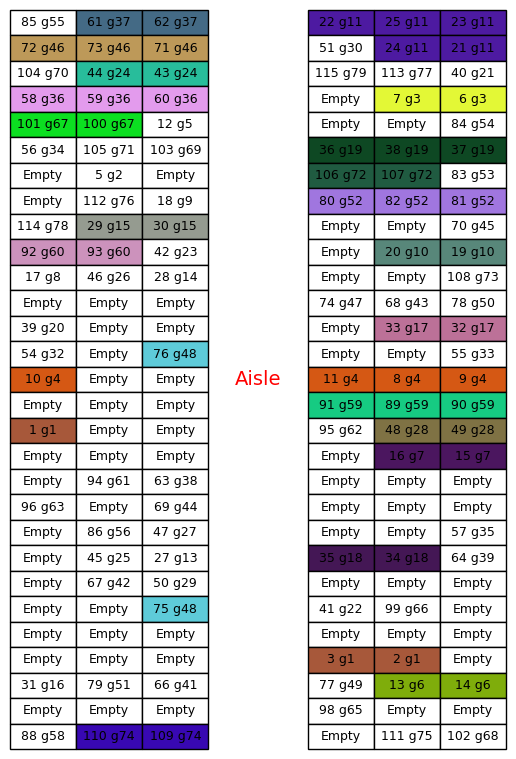 85 g55 61 g37 62 g37 22 g11 25 g11 23 g11
72 g46 73 g46 71 g46 51 g30 24 g11 21 g11
104 g70 44 g24 43 g24 115 g79 113 g77 40 g21
58 g36 59 g36 60 g36 Empty 7 g3 6 g3
101 g67 100 g67 12 g5 Empty Empty 84 g54
56 g34 105 g71 103 g69 36 g19 38 g19 37 g19
Empty 5 g2 Empty 106 g72 107 g72 83 g53
Empty 112 g76 18 g9 80 g52 82 g52 81 g52
114 g78 29 g15 30 g15 Empty Empty 70 g45
92 g60 93 g60 42 g23 Empty 20 g10 19 g10
17 g8 46 g26 28 g14 Empty Empty 108 g73
Empty Empty Empty 74 g47 68 g43 78 g50
39 g20 Empty Empty Empty 33 g17 32 g17
54 g32 Empty 76 g48 Empty Empty 55 g33
10 g4 Empty Empty Aisle 11 g4 8 g4 9 g4
Empty Empty Empty 91 g59 89 g59 90 g59
1 g1 Empty Empty 95 g62 48 g28 49 g28
Empty Empty Empty Empty 16 g7 15 g7
Empty 94 g61 63 g38 Empty Empty Empty
96 g63 Empty 69 g44 Empty Empty Empty
Empty 86 g56 47 g27 Empty Empty 57 g35
Empty 45 g25 27 g13 35 g18 34 g18 64 g39
Empty 67 g42 50 g29 Empty Empty Empty
Empty Empty 75 g48 41 g22 99 g66 Empty
Empty Empty Empty Empty Empty Empty
Empty Empty Empty 3 g1 2 g1 Empty
31 g16 79 g51 66 g41 77 g49 13 g6 14 g6
Empty Empty Empty 98 g65 Empty Empty
88 g58 110 g74 109 g74 Empty 111 g75 102 g68